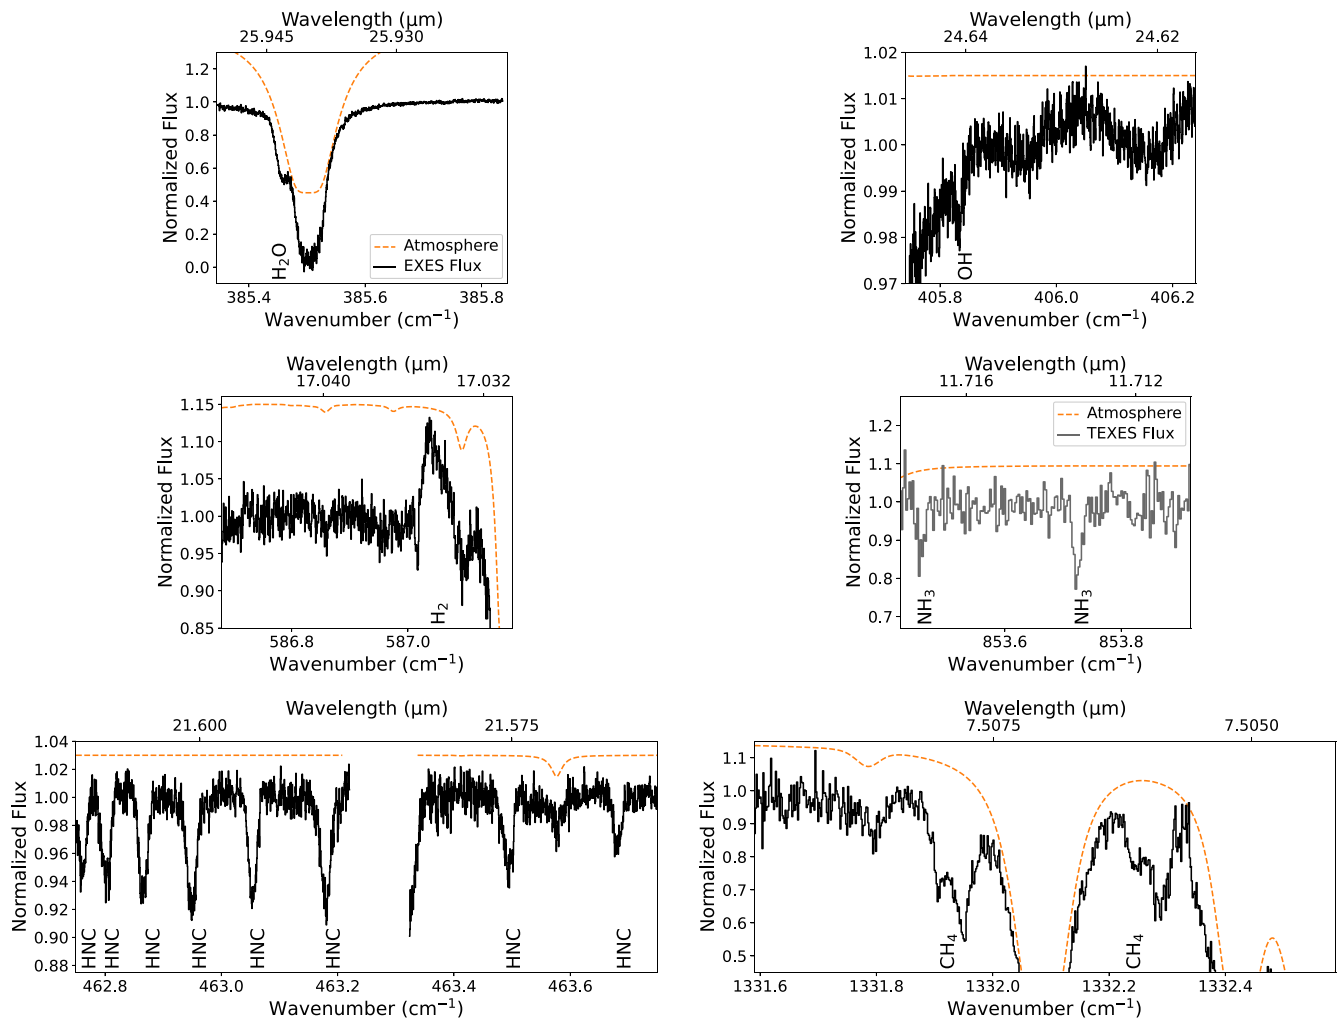 Wavelength (μm)
25.945 25.930
1.2
1.0
0.8
0.6
0.4
0.2
0.0
Normalized Flux
H₂O
Atmosphere
EXES Flux
385.4 385.6 385.8
Wavenumber (cm⁻¹)
Wavelength (μm)
24.64 24.62
1.02
1.01
1.00
0.99
0.98
0.97
Normalized Flux
OH
405.8 406.0 406.2
Wavenumber (cm⁻¹)
Wavelength (μm)
17.040 17.032
1.15
1.10
1.05
1.00
0.95
0.90
0.85
Normalized Flux
H₂
586.8 587.0
Wavenumber (cm⁻¹)
Wavelength (μm)
11.716 11.712
1.2
1.1
1.0
0.9
0.8
0.7
Normalized Flux
Atmosphere
TEXES Flux
NH₃ NH₃
853.6 853.8
Wavenumber (cm⁻¹)
Wavelength (μm)
21.600 21.575
1.04
1.02
1.00
0.98
0.96
0.94
0.92
0.90
0.88
Normalized Flux
HNC HNC HNC HNC HNC HNC HNC HNC
462.8 463.0 463.2 463.4 463.6
Wavenumber (cm⁻¹)
Wavelength (μm)
7.5075 7.5050
1.1
1.0
0.9
0.8
0.7
0.6
0.5
Normalized Flux
CH₄ CH₄
1331.6 1331.8 1332.0 1332.2 1332.4
Wavenumber (cm⁻¹)